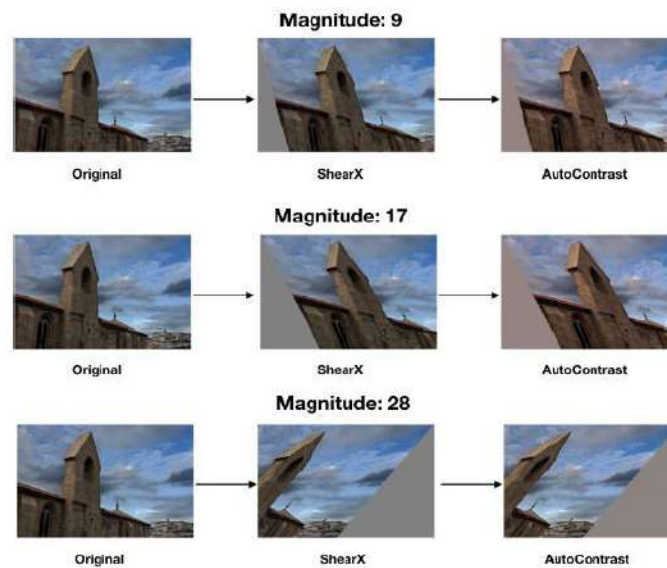 Magnitude: 9
Original
ShearX
AutoContrast
Magnitude: 17
Original
ShearX
AutoContrast
Magnitude: 28
Original
ShearX
AutoContrast